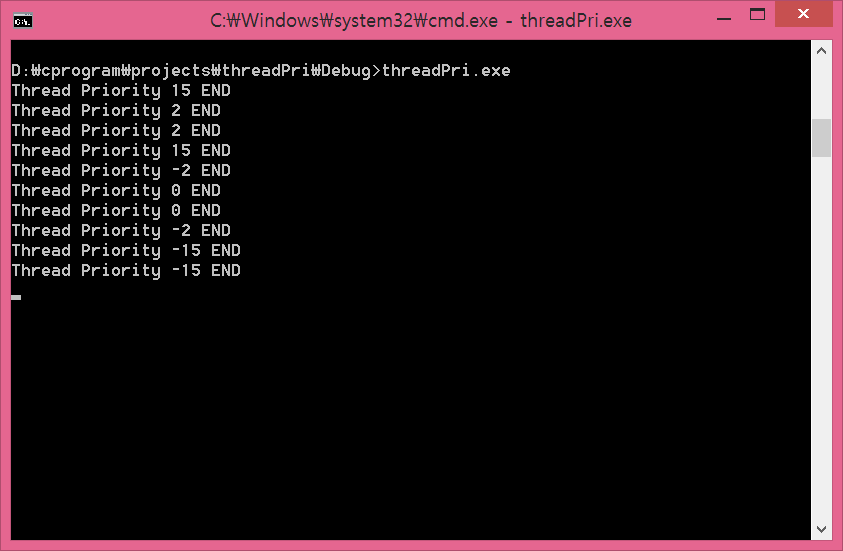 C:₩Windows₩system32₩cmd.exe - threadPri.exe
D:₩cprogram₩projects₩threadPri₩Debug>threadPri.exe
Thread Priority 15 END
Thread Priority 2 END
Thread Priority 2 END
Thread Priority 15 END
Thread Priority -2 END
Thread Priority 0 END
Thread Priority 0 END
Thread Priority -2 END
Thread Priority -15 END
Thread Priority -15 END